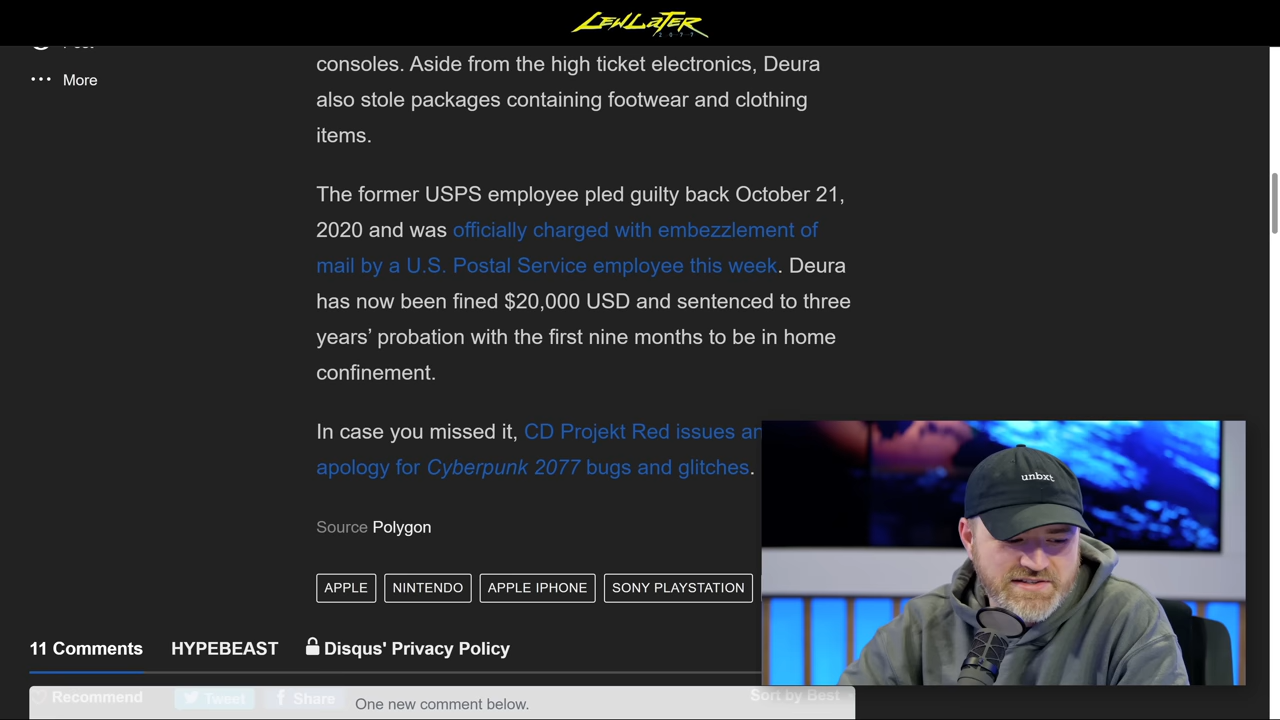 LEWLATER
2077
More
consoles. Aside from the high ticket electronics, Deura
also stole packages containing footwear and clothing
items.
The former USPS employee pled guilty back October 21,
2020 and was officially charged with embezzlement of
mail by a U.S. Postal Service employee this week. Deura
has now been fined $20,000 USD and sentenced to three
years’ probation with the first nine months to be in home
confinement.
In case you missed it, CD Projekt Red issues an
apology for Cyberpunk 2077 bugs and glitches.
unbxt
Source Polygon
APPLE NINTENDO APPLE IPHONE SONY PLAYSTATION
11 Comments HYPEBEAST Disqus' Privacy Policy
Recommend Tweet Share Sort by Best
One new comment below.